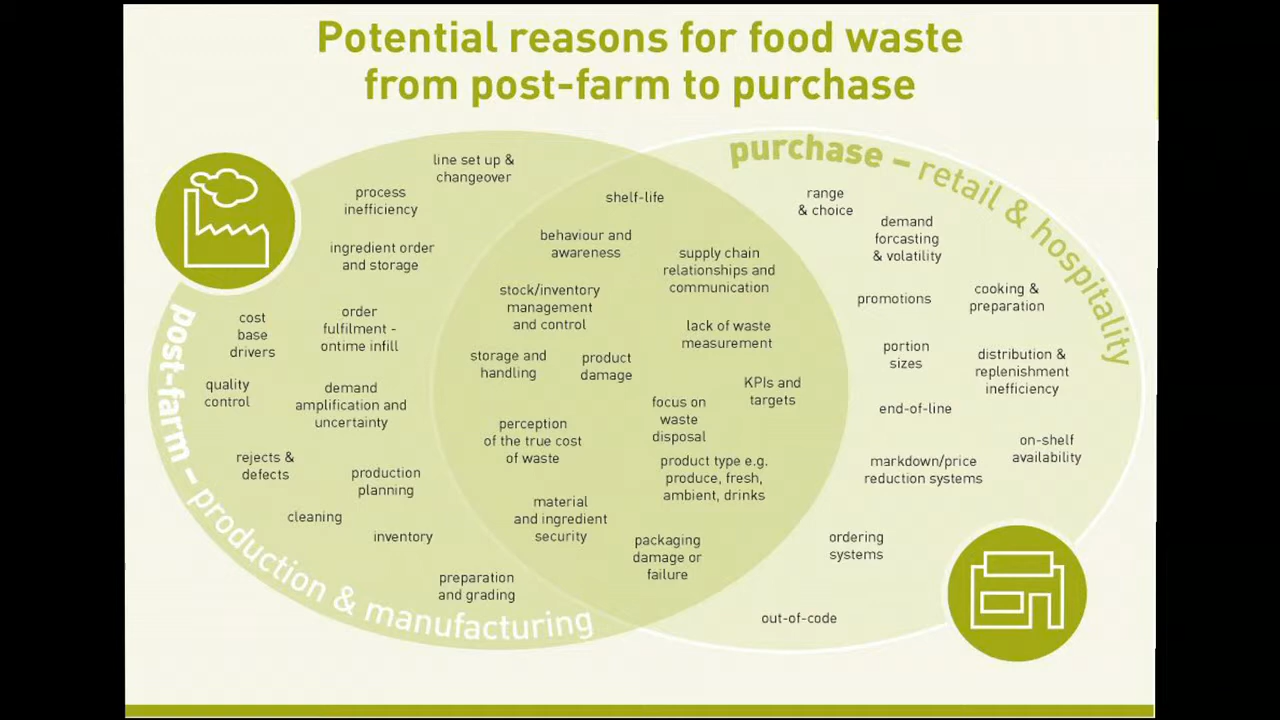 Potential reasons for food waste
from post-farm to purchase
post-farm – production & manufacturing
line set up &
changeover
process
inefficiency
ingredient order
and storage
cost
base
drivers
order
fulfilment -
ontime infill
quality
control
demand
amplification and
uncertainty
rejects &
defects
production
planning
cleaning
inventory
preparation
and grading
shelf-life
behaviour and
awareness
supply chain
relationships and
communication
stock/inventory
management
and control
lack of waste
measurement
storage and
handling
product
damage
KPIs and
targets
focus on
waste
disposal
perception
of the true cost
of waste
product type e.g.
produce, fresh,
ambient, drinks
material
and ingredient
security
packaging
damage or
failure
purchase – retail & hospitality
range
& choice
demand
forcasting
& volatility
promotions
cooking &
preparation
portion
sizes
distribution &
replenishment
inefficiency
end-of-line
on-shelf
availability
markdown/price
reduction systems
ordering
systems
out-of-code